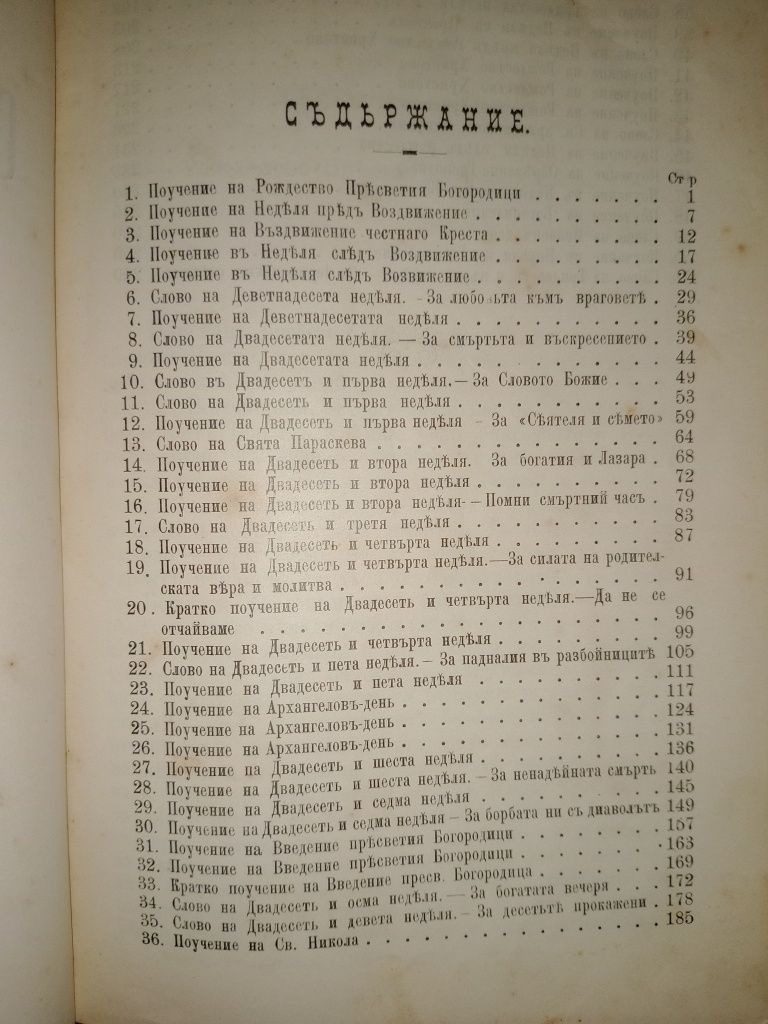 СЪДЪРЖАНИЕ.
Стр
1. Поучение на Рождество Прѣсветия Богородици . . . . . . . 1
2. Поучение на Недѣля прѣдъ Воздвижение . . . . . . . . . 7
3. Поучение на Въздвижение честнаго Креста . . . . . . . . 12
4. Поучение въ Недѣля слѣдъ Воздвижение . . . . . . . . 17
5. Поучение въ Недѣля слѣдъ Возвижение . . . . . . . . . 24
6. Слово на Деветнадесета недѣля. - За любовьта къмъ враговетѣ . 29
7. Поучение на Деветнадесетата недѣля . . . . . . . . . . 36
8. Слово на Двадесетата недѣля. — За смъртьта и въскресението . 39
9. Поучение на Двадесетата недѣля . . . . . . . . . . . . 44
10. Слово въ Двадесетъ и първа недѣля.— За Словото Божие . . . 49
11. Слово на Двадесеть и първа недѣля . . . . . . . . . . 53
12. Поучение на Двадесеть и първа недѣля - За «Сѣятеля и сѣмето» 59
13. Слово на Свята Параскева . . . . . . . . . . . . . . 64
14. Поучение на Двадесеть и втора недѣля. За богатия и Лазара . 68
15. Поучение на Двадесеть и втора недѣля . . . . . . . . . 72
16. Поучение на Двадесеть и втора недѣля- – Помни смъртний часъ . 79
17. Слово на Двадесеть и третя недѣля . . . . . . . . . . 83
18. Поучение на Двадесеть и четвърта недѣля . . . . . . . . 87
19. Поучение на Двадесеть и четвърта недѣля.—За силата на родител-
ската вѣра и молитва . . . . . . . . . . . . . . . 91
20. Кратко поучение на Двадесеть и четвърта недѣля.—Да не се
отчайваме . . . . . . . . . . . . . . . . . . . 96
21. Поучение на Двадесеть и четвърта недѣля . . . . . . . . 99
22. Слово на Двадесеть и пета недѣля.– За падналия въ разбойницитѣ 105
23. Поучение на Двадесеть и пета недѣля . . . . . . . . . 111
24. Поучение на Архангеловъ-день . . . . . . . . . . . . 117
25. Поучение на Архангеловъ-день . . . . . . . . . . . . 124
26. Поучение на Архангеловъ-день . . . . . . . . . . . . 131
27. Поучение на Двадесеть и шеста недѣля . . . . . . . . . 136
28. Поучение на Двадесеть и шеста недѣля. – За ненадѣйната смърть 140
29. Поучение на Двадесеть и седма недѣля . . . . . . . . . 145
30. Поучение на Двадесеть и седма недѣля – За борбата ни съ диаволътъ 149
31. Поучение на Введение прѣсветия Богородици . . . . . . . 157
32. Поучение на Введение прѣсветия Богородици . . . . . . . 163
33. Кратко поучение на Введение пресв. Богородица . . . . . . 169
34. Слово на Двадесеть и осма недѣля. — За богатата вечеря . . . 172
35. Слово на Двадесеть и девета недѣля. – За десетьтѣ прокажени . 178
36. Поучение на Св. Никола . . . . . . . . . . . . . . . 185